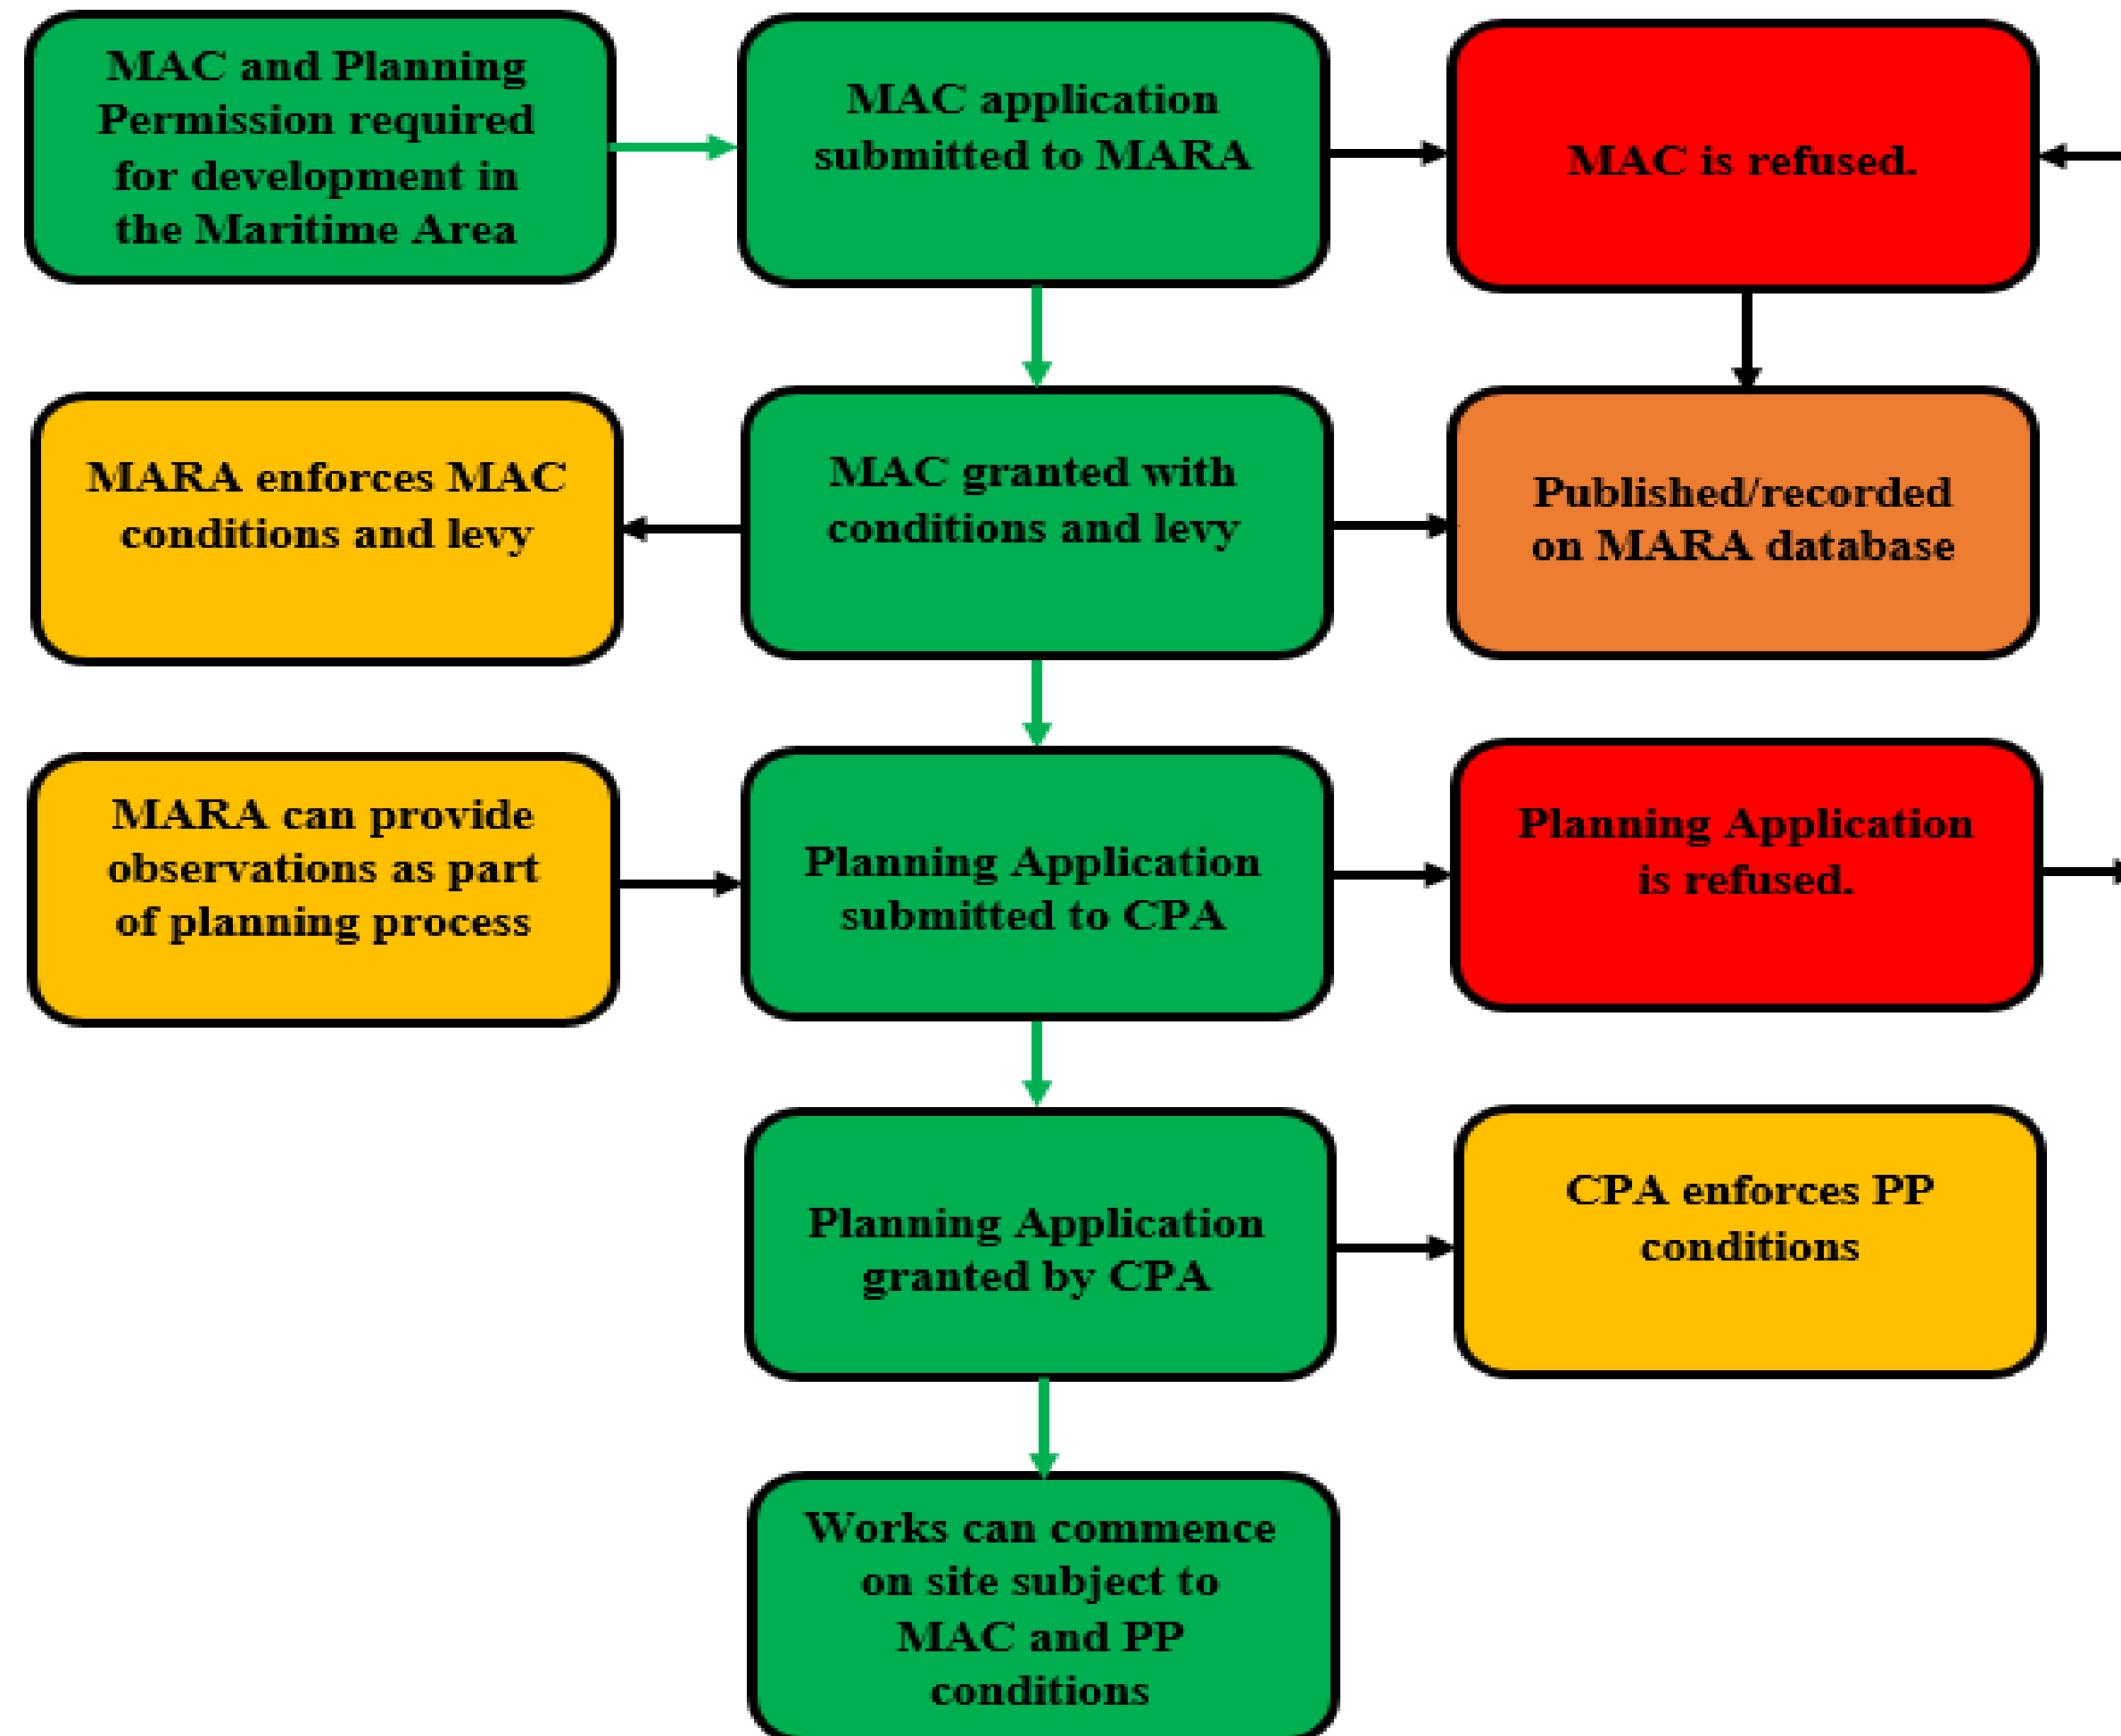 MAC and Planning
Permission required
for development in
the Maritime Area
MAC application
submitted to MARA
MAC is refused.
MARA enforces MAC
conditions and levy
MAC granted with
conditions and levy
Published/recorded
on MARA database
MARA can provide
observations as part
of planning process
Planning Application
submitted to CPA
Planning Application
is refused.
Planning Application
granted by CPA
CPA enforces PP
conditions
Works can commence
on site subject to
MAC and PP
conditions